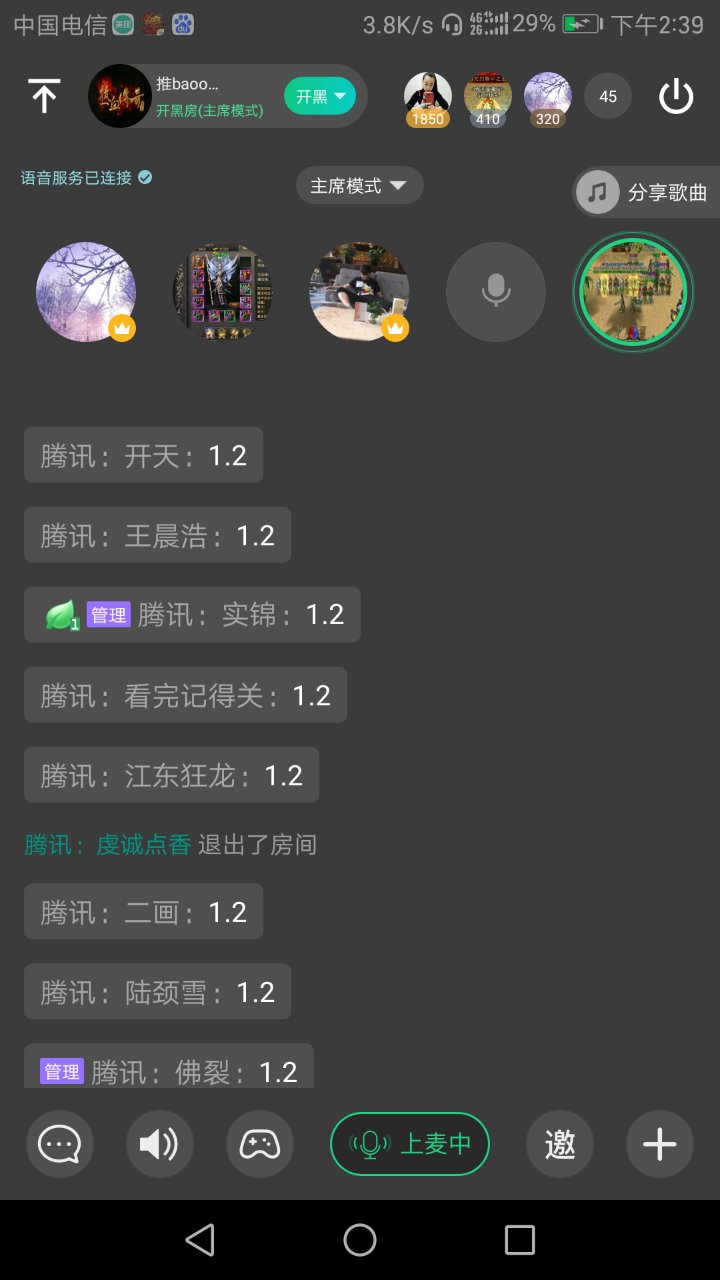 中国电信 美团 du 3.8K/s 4G 2G 29% 下午2:39
推baoo...
开黑房(主席模式)
开黑
1850 410 320 45
语音服务已连接
主席模式
分享歌曲
腾讯：开天：1.2
腾讯：王晨浩：1.2
1 管理 腾讯：实锦：1.2
腾讯：看完记得关：1.2
腾讯：江东狂龙：1.2
腾讯：虔诚点香 退出了房间
腾讯：二画：1.2
腾讯：陆颈雪：1.2
管理 腾讯：佛裂：1.2
上麦中 邀